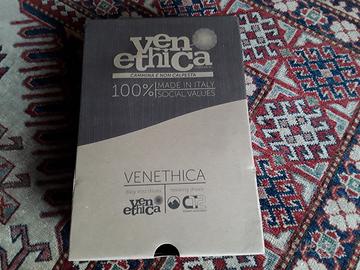 ven
ethica
CAMMINA E NON CALPESTA
100% MADE IN ITALY
SOCIAL VALUES
VENETHICA
ven
ethica